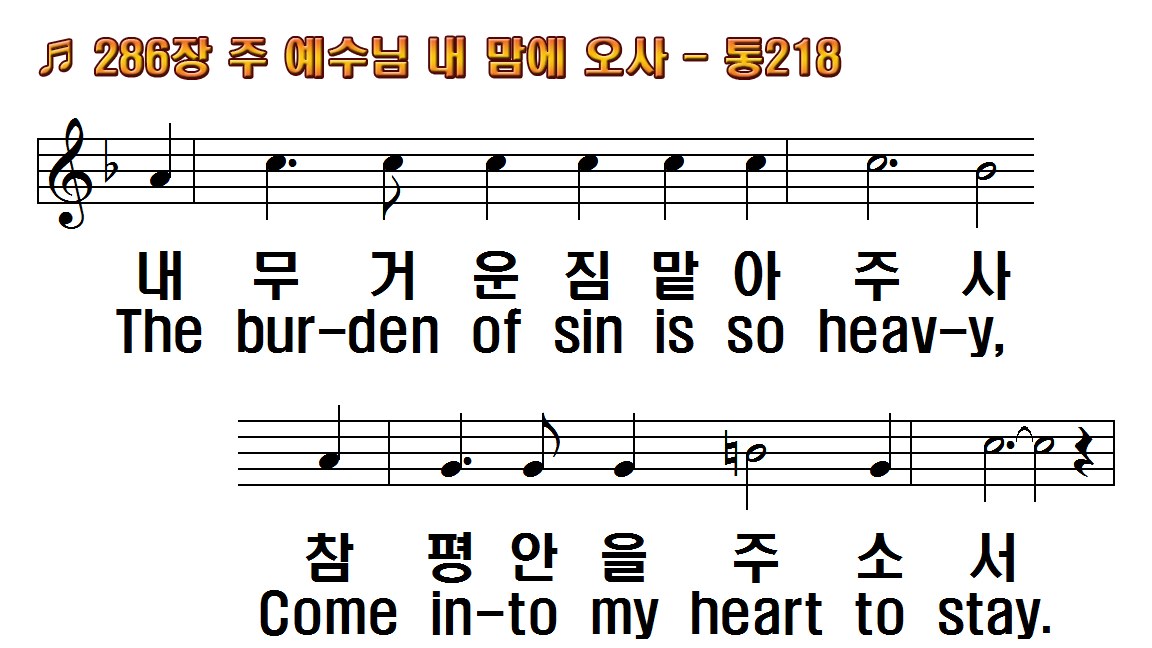 ♬ 286장 주 예수님 내 맘에 오사 - 통218
내 무 거 운 짐 맡 아 주 사
The bur-den of sin is so heav-y,
참 평 안 을 주 소 서
Come in-to my heart to stay.